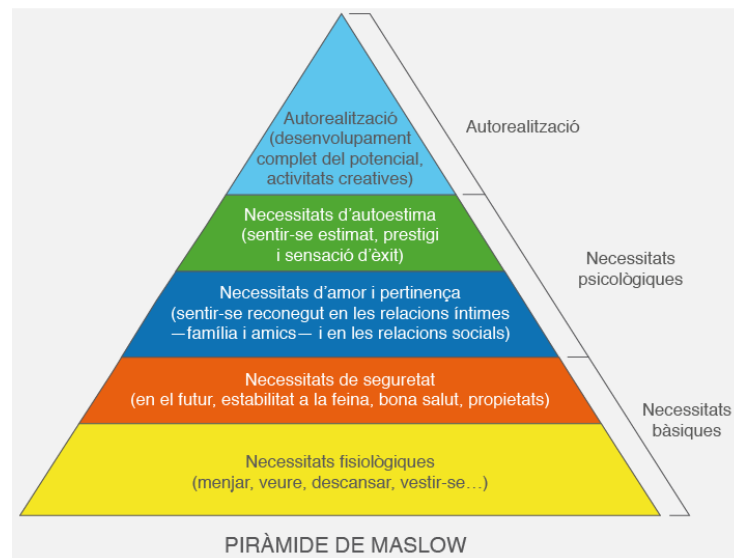 Autorealització
(desenvolupament
complet del potencial,
activitats creatives)
Autorealització
Necessitats d'autoestima
(sentir-se estimat, prestigi
i sensació d'èxit)
Necessitats
psicològiques
Necessitats d'amor i pertinença
(sentir-se reconegut en les relacions íntimes
—família i amics— i en les relacions socials)
Necessitats de seguretat
(en el futur, estabilitat a la feina, bona salut, propietats)
Necessitats
bàsiques
Necessitats fisiològiques
(menjar, veure, descansar, vestir-se…)
PIRÀMIDE DE MASLOW